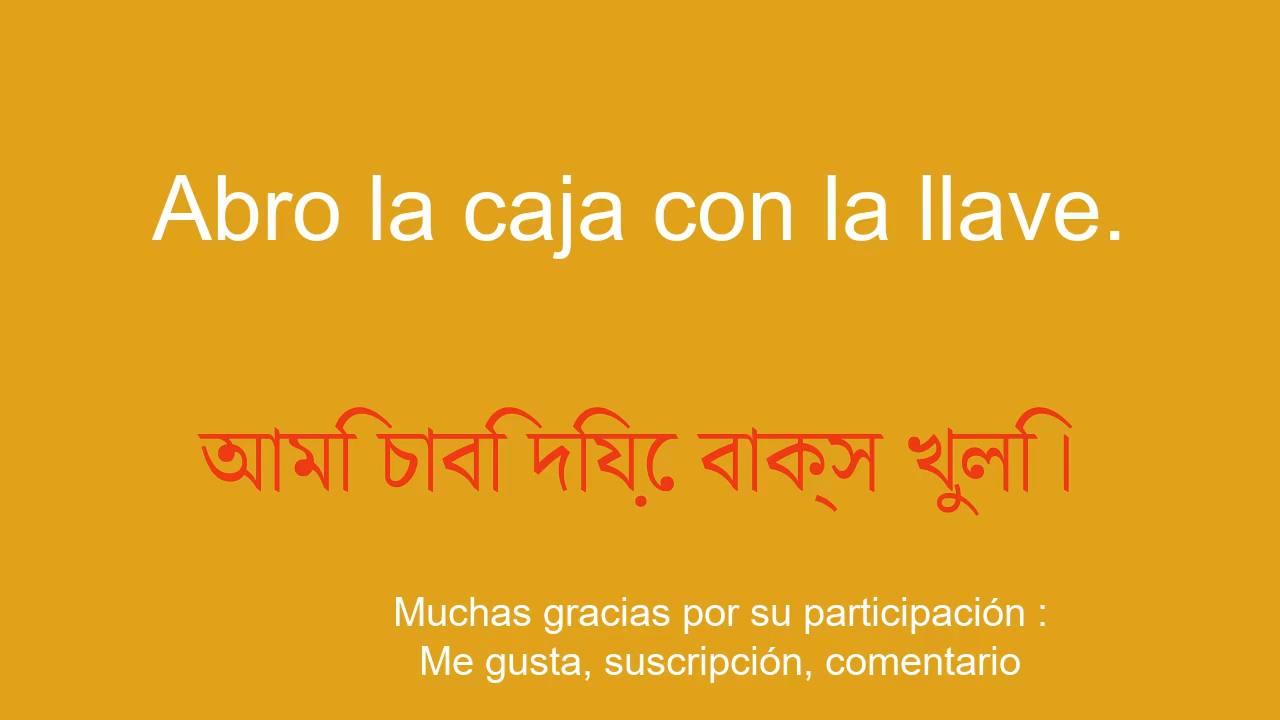 Abro la caja con la llave.
আমি চাবি দিয়ে বাক্স খুলি।
Muchas gracias por su participación :
Me gusta, suscripción, comentario